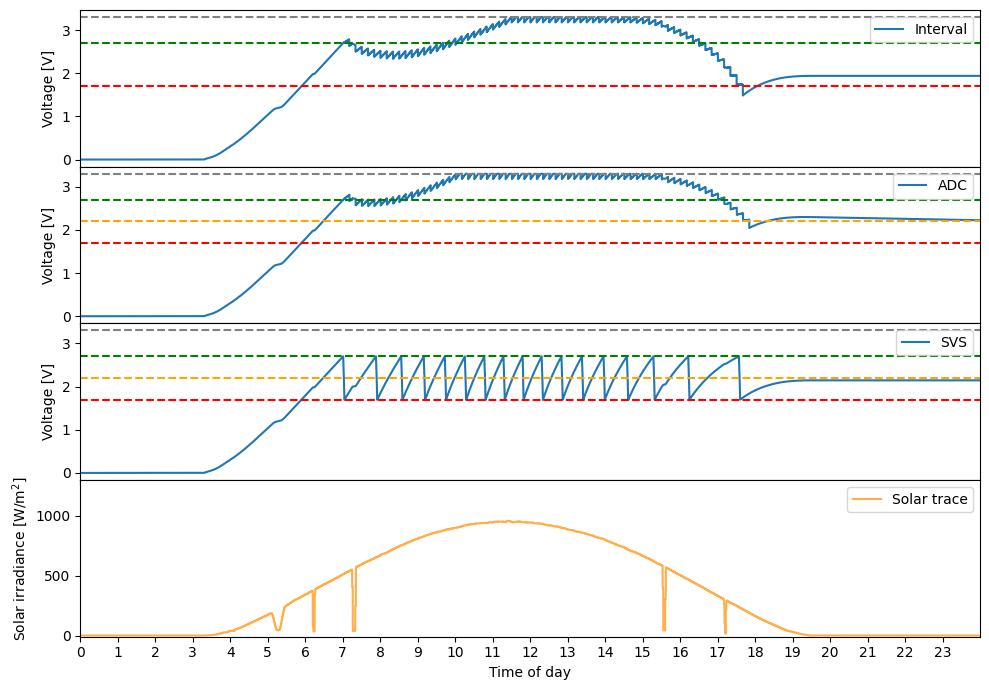 Voltage [V]
3
2
1
0
Interval
Voltage [V]
3
2
1
0
ADC
Voltage [V]
3
2
1
0
SVS
Solar irradiance [W/m²]
1000
500
0
Solar trace
0 1 2 3 4 5 6 7 8 9 10 11 12 13 14 15 16 17 18 19 20 21 22 23
Time of day